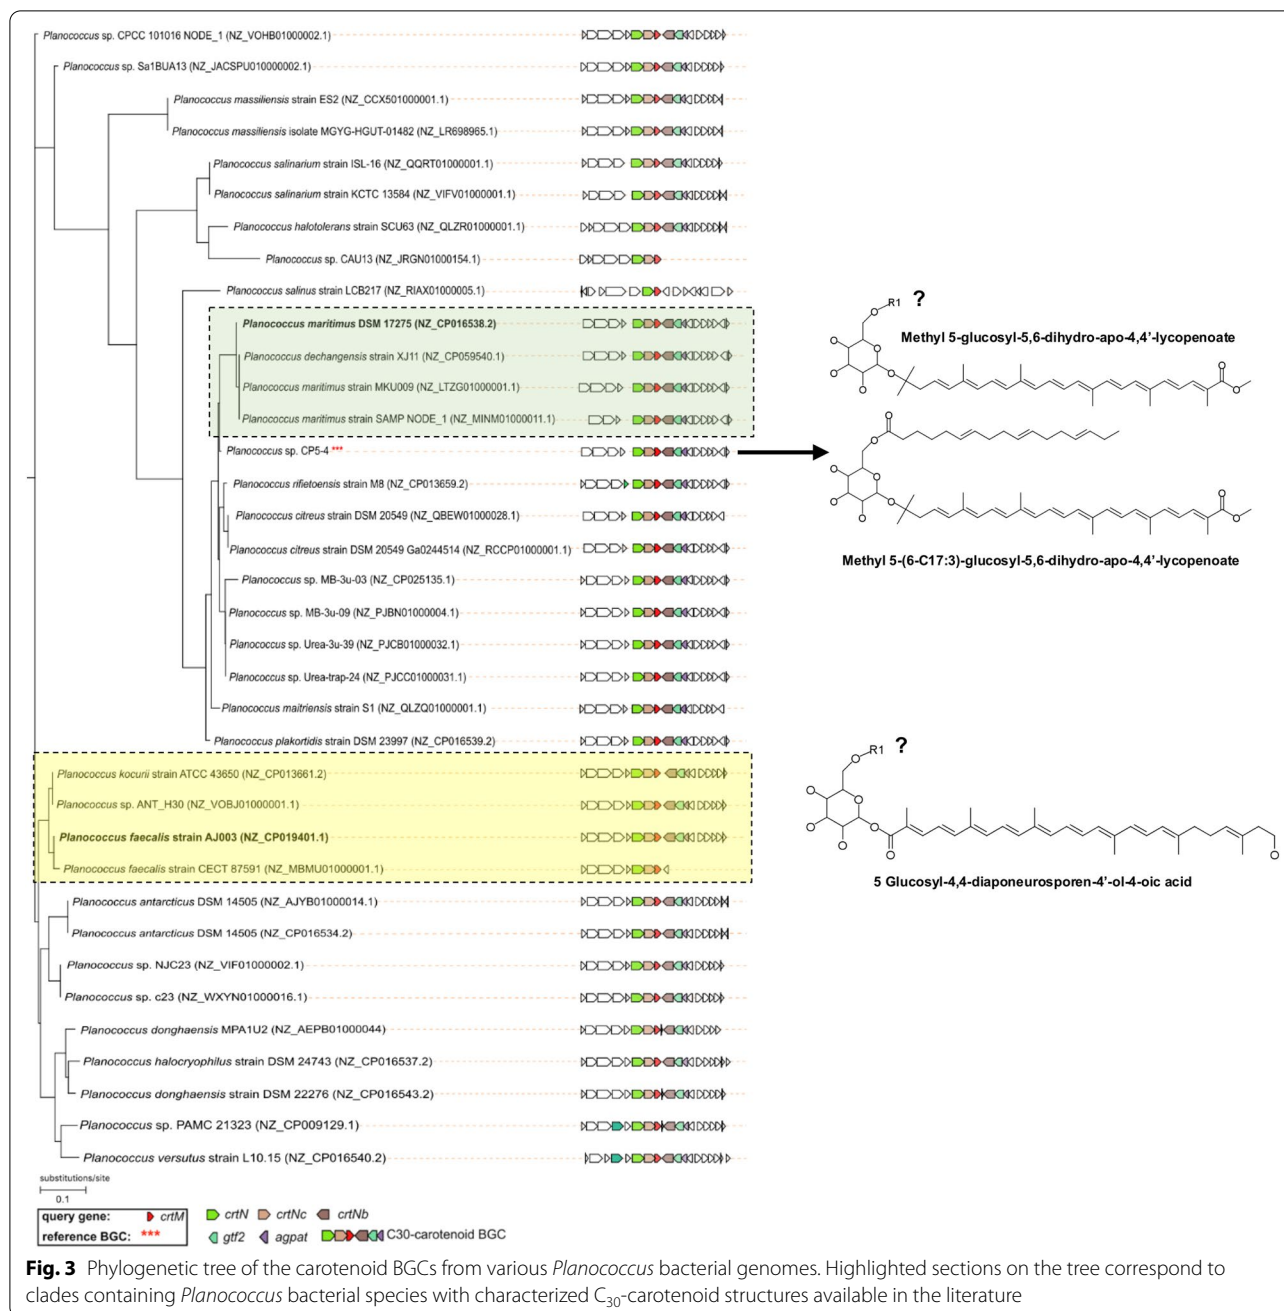 Planococcus sp. CPCC 101016 NODE_1 (NZ_VOHB01000002.1)
Planococcus sp. Sa1BUA13 (NZ_JACSPU010000002.1)
Planococcus massiliensis strain ES2 (NZ_CCX501000001.1)
Planococcus massiliensis isolate MGYG-HGUT-01482 (NZ_LR698965.1)
Planococcus salinarium strain ISL-16 (NZ_QQRT01000001.1)
Planococcus salinarium strain KCTC 13584 (NZ_VIFV01000001.1)
Planococcus halotolerans strain SCU63 (NZ_QLZR01000001.1)
Planococcus sp. CAU13 (NZ_JRGN01000154.1)
Planococcus salinus strain LCB217 (NZ_RIAX01000005.1)
Planococcus maritimus DSM 17275 (NZ_CP016538.2)
Planococcus dechangensis strain XJ11 (NZ_CP059540.1)
Planococcus maritimus strain MKU009 (NZ_LTZG01000001.1)
Planococcus maritimus strain SAMP NODE_1 (NZ_MINM01000011.1)
Planococcus sp. CP5-4 ***
Planococcus rifietoensis strain M8 (NZ_CP013659.2)
Planococcus citreus strain DSM 20549 (NZ_QBEW01000028.1)
Planococcus citreus strain DSM 20549 Ga0244514 (NZ_RCCP01000001.1)
Planococcus sp. MB-3u-03 (NZ_CP025135.1)
Planococcus sp. MB-3u-09 (NZ_PJBN01000004.1)
Planococcus sp. Urea-3u-39 (NZ_PJCB01000032.1)
Planococcus sp. Urea-trap-24 (NZ_PJCC01000031.1)
Planococcus maitriensis strain S1 (NZ_QLZQ01000001.1)
Planococcus plakortidis strain DSM 23997 (NZ_CP016539.2)
Planococcus kocurii strain ATCC 43650 (NZ_CP013661.2)
Planococcus sp. ANT_H30 (NZ_VOBJ01000001.1)
Planococcus faecalis strain AJ003 (NZ_CP019401.1)
Planococcus faecalis strain CECT 87591 (NZ_MBMU01000001.1)
Planococcus antarcticus DSM 14505 (NZ_AJYB01000014.1)
Planococcus antarcticus DSM 14505 (NZ_CP016534.2)
Planococcus sp. NJC23 (NZ_VIF01000002.1)
Planococcus sp. c23 (NZ_WXYN01000016.1)
Planococcus donghaensis MPA1U2 (NZ_AEPB01000044)
Planococcus halocryophilus strain DSM 24743 (NZ_CP016537.2)
Planococcus donghaensis strain DSM 22276 (NZ_CP016543.2)
Planococcus sp. PAMC 21323 (NZ_CP009129.1)
Planococcus versutus strain L10.15 (NZ_CP016540.2)
R1 ?
O
Methyl 5-glucosyl-5,6-dihydro-apo-4,4'-lycopenoate
O O O O O O O
O
O
O O O O O O O
Methyl 5-(6-C17:3)-glucosyl-5,6-dihydro-apo-4,4'-lycopenoate
R1 ?
O
O O O O O O O
5 Glucosyl-4,4-diaponeurosporen-4'-ol-4-oic acid
substitutions/site
0.1
query gene: crtM
reference BGC: ***
crtN crtNc crtNb
gtf2 agpat C30-carotenoid BGC
Fig. 3 Phylogenetic tree of the carotenoid BGCs from various Planococcus bacterial genomes. Highlighted sections on the tree correspond to
clades containing Planococcus bacterial species with characterized C30-carotenoid structures available in the literature